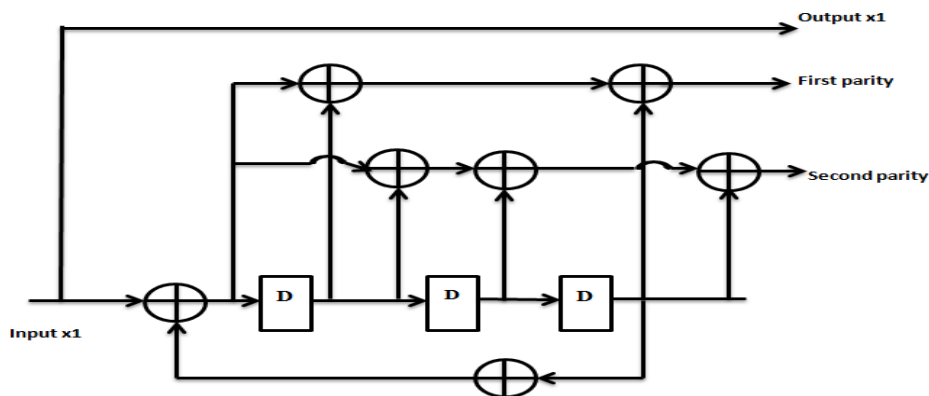 Output x1
First parity
Second parity
D
D
D
Input x1